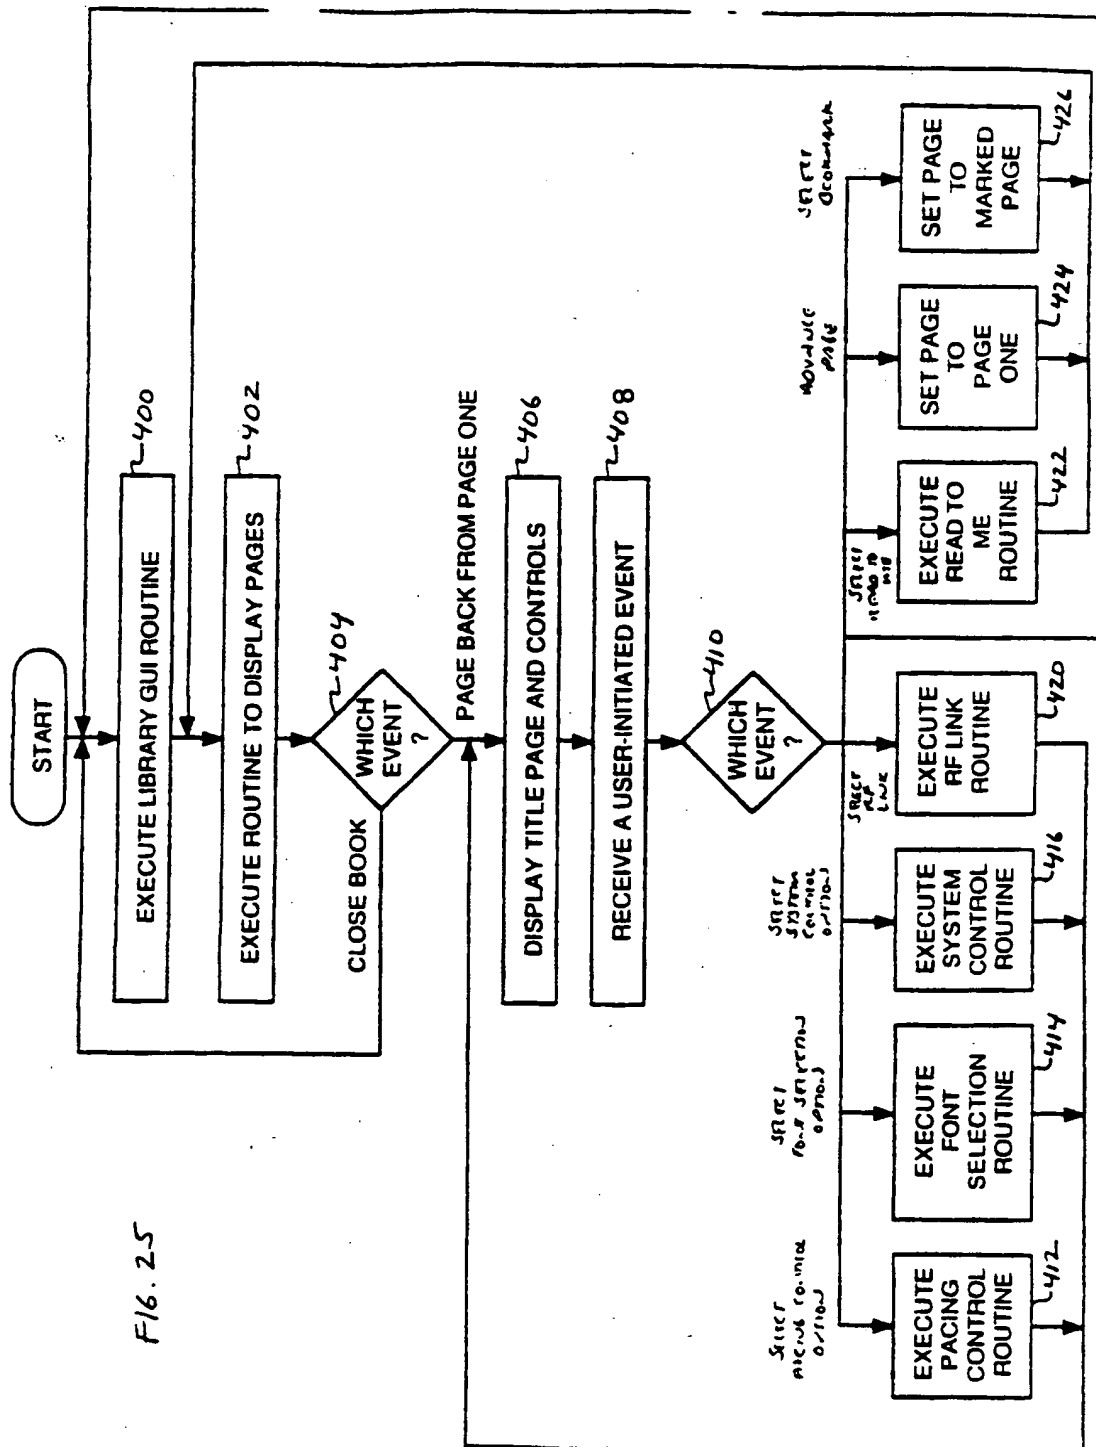 START
EXECUTE LIBRARY GUI ROUTINE
400
EXECUTE ROUTINE TO DISPLAY PAGES
402
WHICH
EVENT
?
404
CLOSE BOOK
PAGE BACK FROM PAGE ONE
DISPLAY TITLE PAGE AND CONTROLS
406
RECEIVE A USER-INITIATED EVENT
408
WHICH
EVENT
?
410
SELECT
PACING CONTROL
OPTION
EXECUTE
PACING
CONTROL
ROUTINE
412
SELECT
FONT SELECTION
OPTIONS
EXECUTE
FONT
SELECTION
ROUTINE
414
SELECT
SYSTEM
CONTROL
OPTIONS
EXECUTE
SYSTEM
CONTROL
ROUTINE
416
SELECT
RF
LINK
EXECUTE
RF LINK
ROUTINE
420
SELECT
READ TO
ME
EXECUTE
READ TO
ME
ROUTINE
422
ADVANCE
PAGE
SET PAGE
TO
PAGE
ONE
424
SELECT
BOOKMARK
SET PAGE
TO
MARKED
PAGE
426
FIG. 25